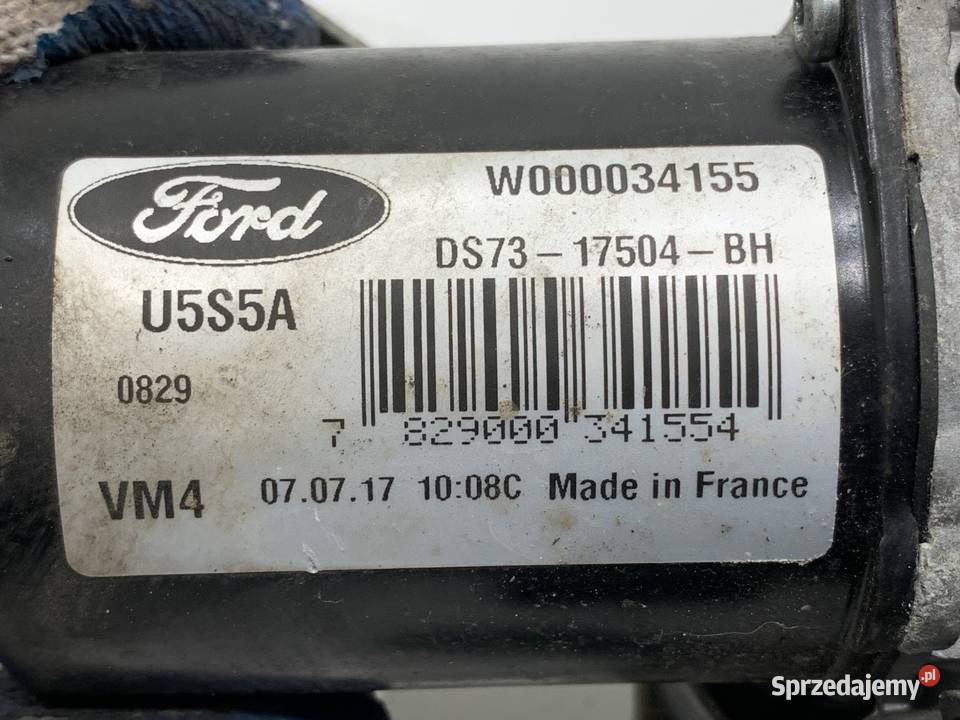 Ford
W000034155
DS73-17504-BH
U5S5A
0829
7 829000 341554
VM4 07.07.17 10:08C Made in France
Sprzedajemy.pl